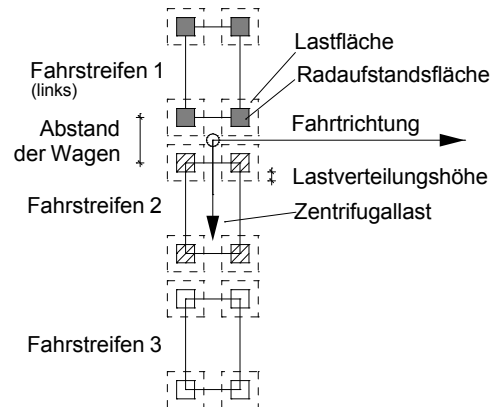 Lastfläche
Fahrstreifen 1
(links)
Radaufstandsfläche
Abstand
der Wagen
Fahrtrichtung
Lastverteilungshöhe
Fahrstreifen 2
Zentrifugallast
Fahrstreifen 3